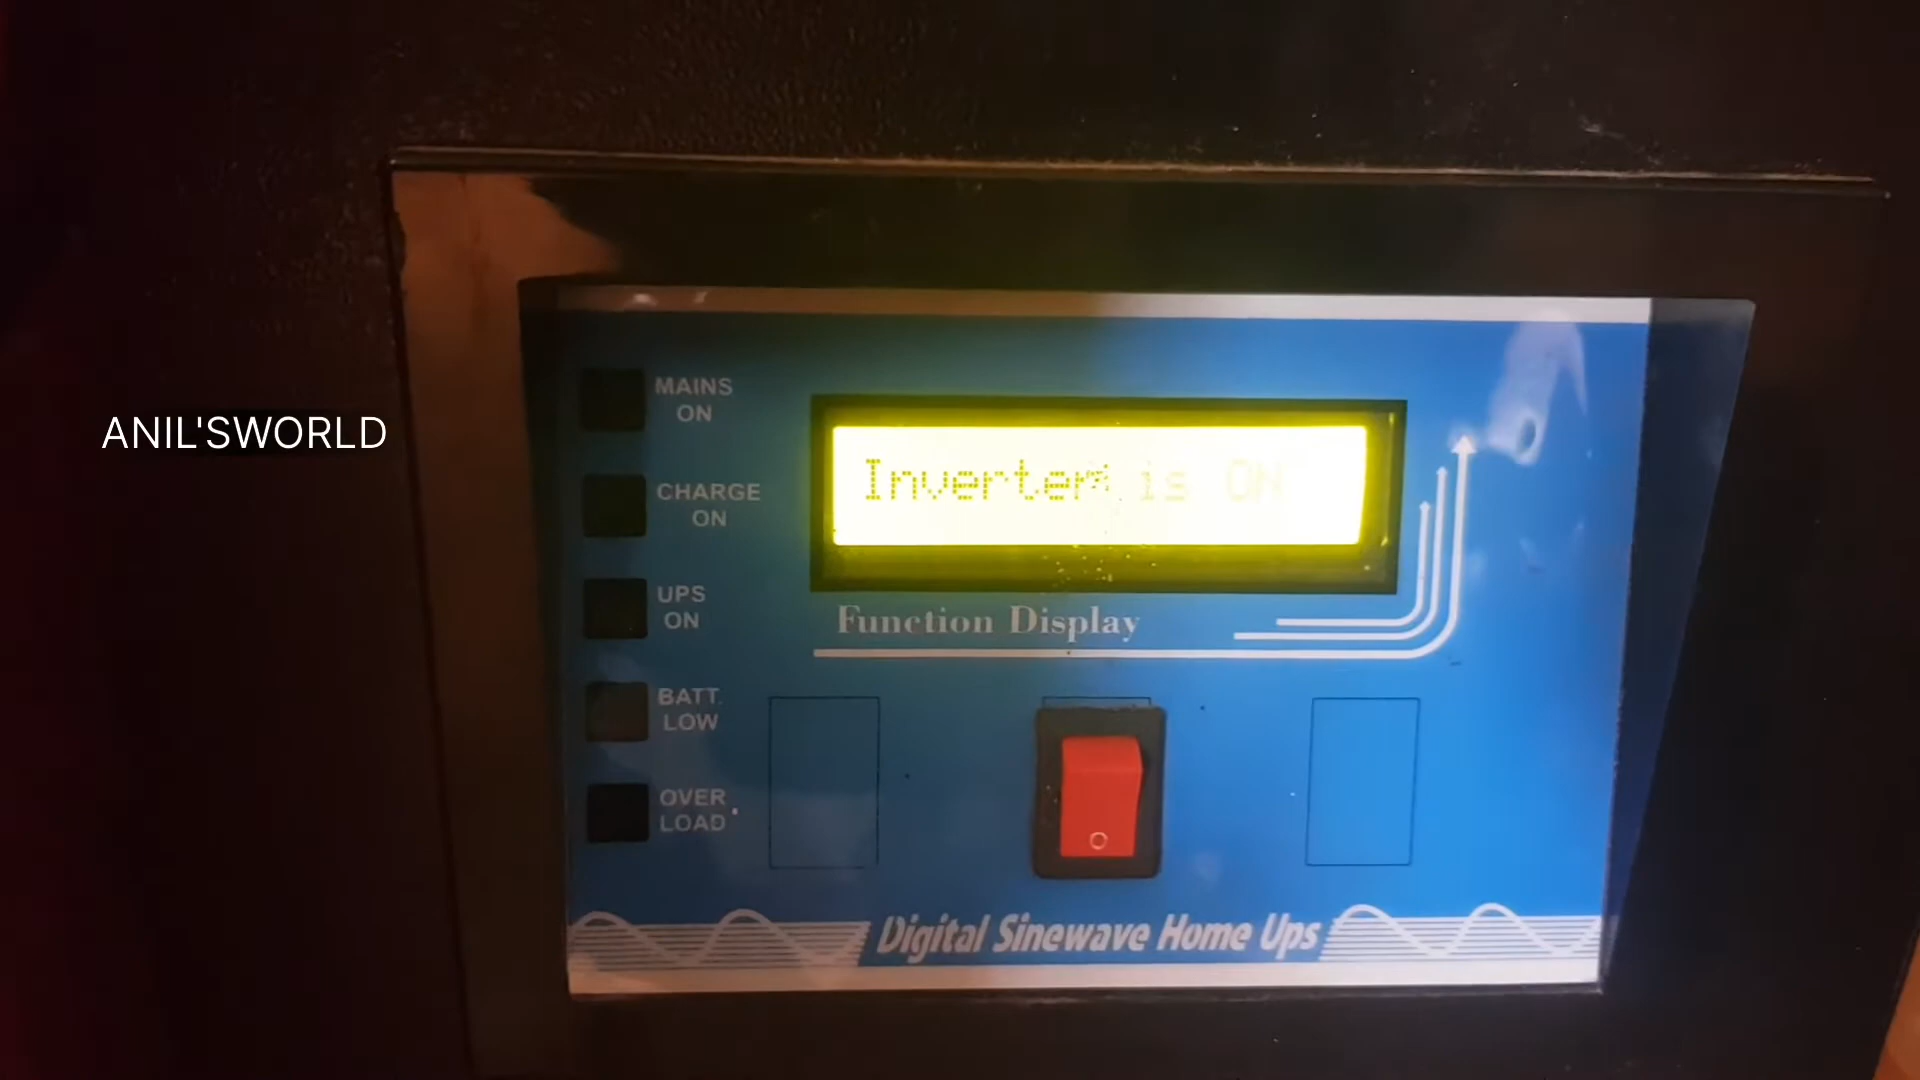 ANIL'SWORLD
MAINS
ON
CHARGE
ON
UPS
ON
BATT.
LOW
OVER
LOAD
Inverter is ON
Function Display
Digital Sinewave Home Ups